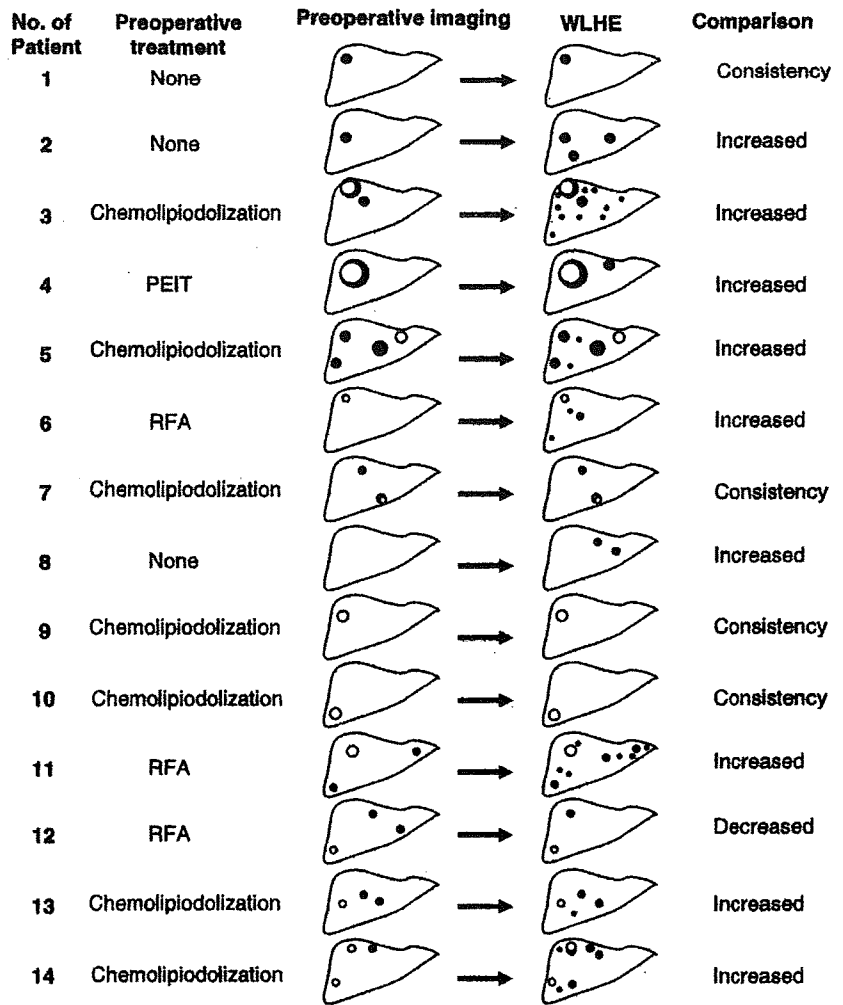 No. of Patient Preoperative treatment Preoperative imaging WLHE Comparison
1 None Consistency
2 None Increased
3 Chemolipiodolization Increased
4 PEIT Increased
5 Chemolipiodolization Increased
6 RFA Increased
7 Chemolipiodolization Consistency
8 None Increased
9 Chemolipiodolization Consistency
10 Chemolipiodolization Consistency
11 RFA Increased
12 RFA Decreased
13 Chemolipiodolization Increased
14 Chemolipiodolization Increased